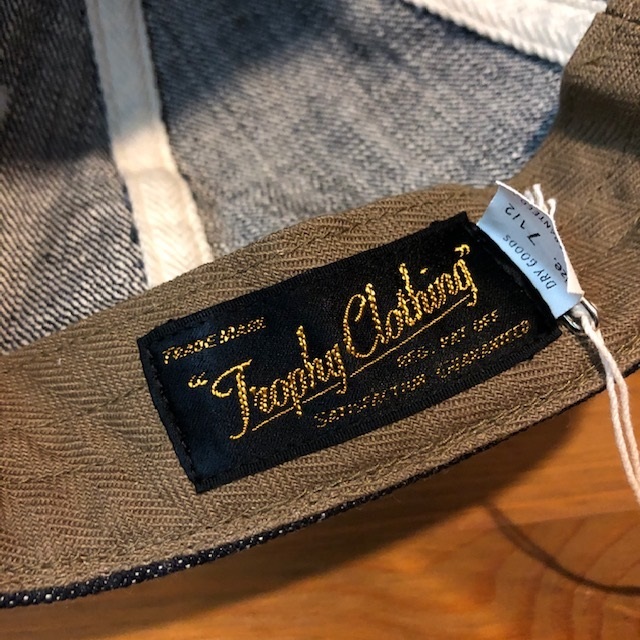 TRADE MARK
"Trophy Clothing"
REG. PAT. OFF
SATISFACTION GUARANTEED
DRY GOODS
7 1/2